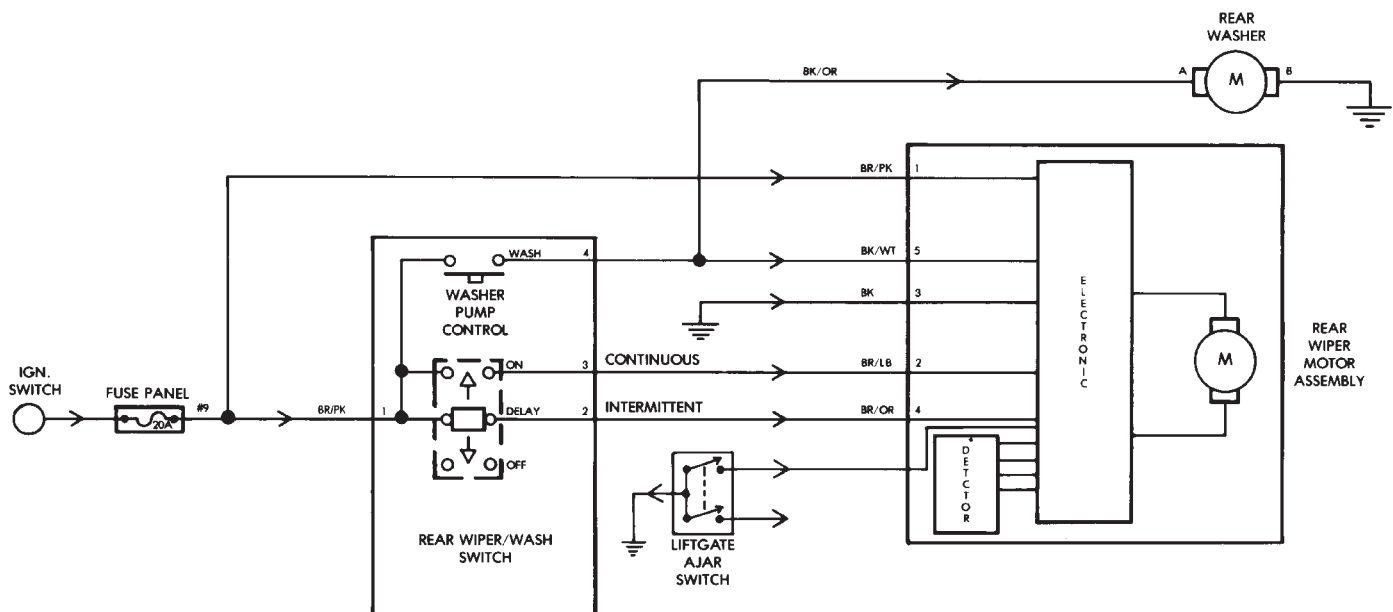 REAR
WASHER
BK/OR
A
M
B
BR/PK
1
WASH
4
BK/WT
5
WASHER
PUMP
CONTROL
BK
3
ELECTRONIC
IGN.
SWITCH
FUSE PANEL
#9
20A
BR/PK
1
ON
3
CONTINUOUS
BR/LB
2
DELAY
2
INTERMITTENT
BR/OR
4
OFF
M
REAR
WIPER
MOTOR
ASSEMBLY
DETCTOR
REAR WIPER/WASH
SWITCH
LIFTGATE
AJAR
SWITCH